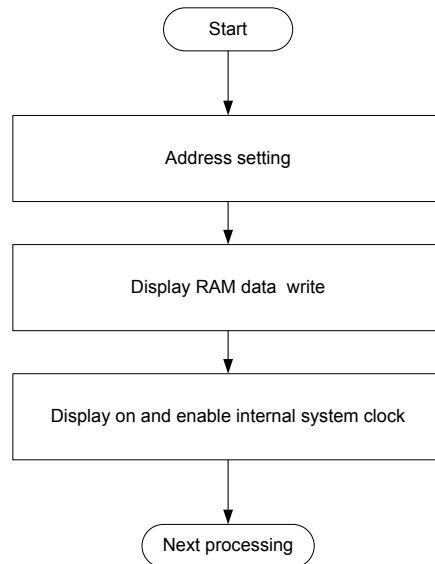 Start
Address setting
Display RAM data  write
Display on and enable internal system clock
Next processing